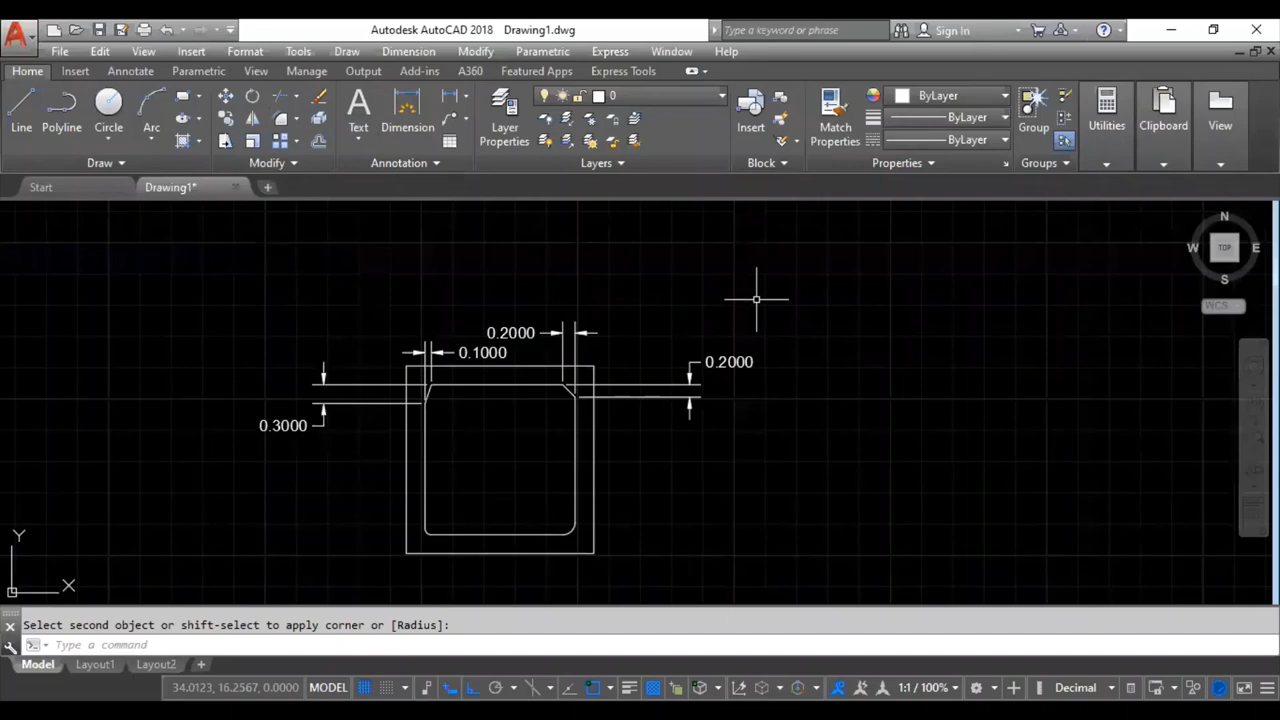 Autodesk AutoCAD 2018 Drawing1.dwg
Type a keyword or phrase
Sign In
File Edit View Insert Format Tools Draw Dimension Modify Parametric Express Window Help
Home Insert Annotate Parametric View Manage Output Add-ins A360 Featured Apps Express Tools
0
ByLayer
ByLayer
ByLayer
Line Polyline Circle Arc
Text Dimension
Layer Properties
Insert
Match Properties
Group
Utilities
Clipboard
View
Draw Modify Annotation Layers Block Properties Groups
Start Drawing1*
N
W TOP E
S
WCS
0.2000
0.1000
0.2000
0.3000
Y
X
Select second object or shift-select to apply corner or [Radius]:
Type a command
Model Layout1 Layout2
34.0123, 16.2567, 0.0000 MODEL 1:1 / 100% Decimal